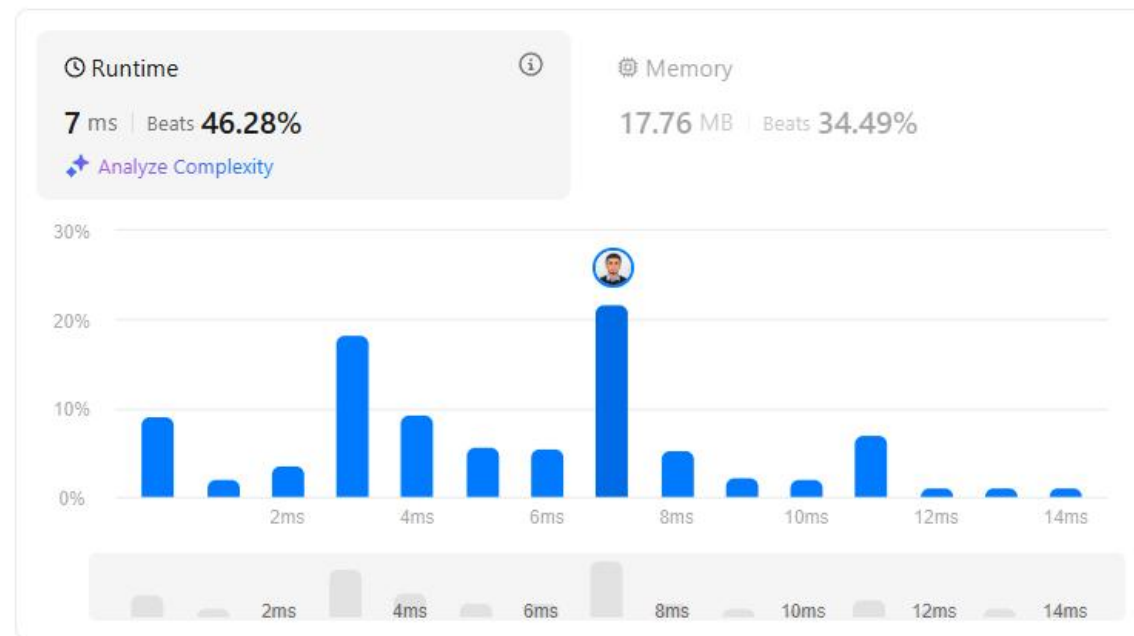 Runtime
7 ms | Beats 46.28%
Analyze Complexity
Memory
17.76 MB | Beats 34.49%
30%
20%
10%
0%
2ms 4ms 6ms 8ms 10ms 12ms 14ms
2ms 4ms 6ms 8ms 10ms 12ms 14ms